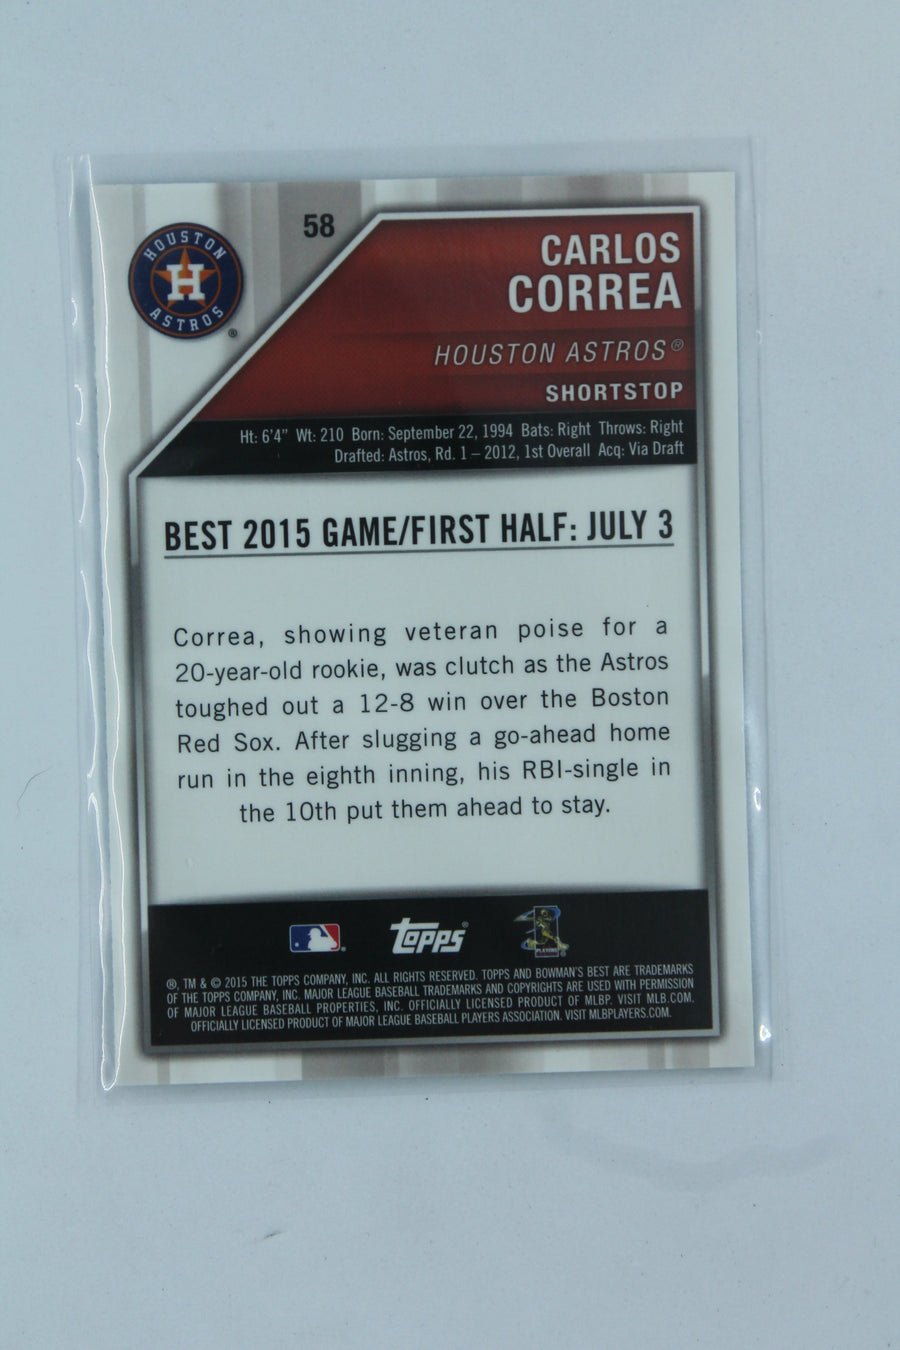 58
HOUSTON
H
ASTROS
®
CARLOS
CORREA
HOUSTON ASTROS®
SHORTSTOP
Ht: 6'4" Wt: 210 Born: September 22, 1994 Bats: Right Throws: Right
Drafted: Astros, Rd. 1 – 2012, 1st Overall Acq: Via Draft
BEST 2015 GAME/FIRST HALF: JULY 3
Correa, showing veteran poise for a
20-year-old rookie, was clutch as the Astros
toughed out a 12-8 win over the Boston
Red Sox. After slugging a go-ahead home
run in the eighth inning, his RBI-single in
the 10th put them ahead to stay.
topps®
PLAYERS
®, TM & © 2015 THE TOPPS COMPANY, INC. ALL RIGHTS RESERVED. TOPPS AND BOWMAN'S BEST ARE TRADEMARKS
OF THE TOPPS COMPANY, INC. MAJOR LEAGUE BASEBALL TRADEMARKS AND COPYRIGHTS ARE USED WITH PERMISSION
OF MAJOR LEAGUE BASEBALL PROPERTIES, INC. OFFICIALLY LICENSED PRODUCT OF MLBP. VISIT MLB.COM.
OFFICIALLY LICENSED PRODUCT OF MAJOR LEAGUE BASEBALL PLAYERS ASSOCIATION. VISIT MLBPLAYERS.COM.